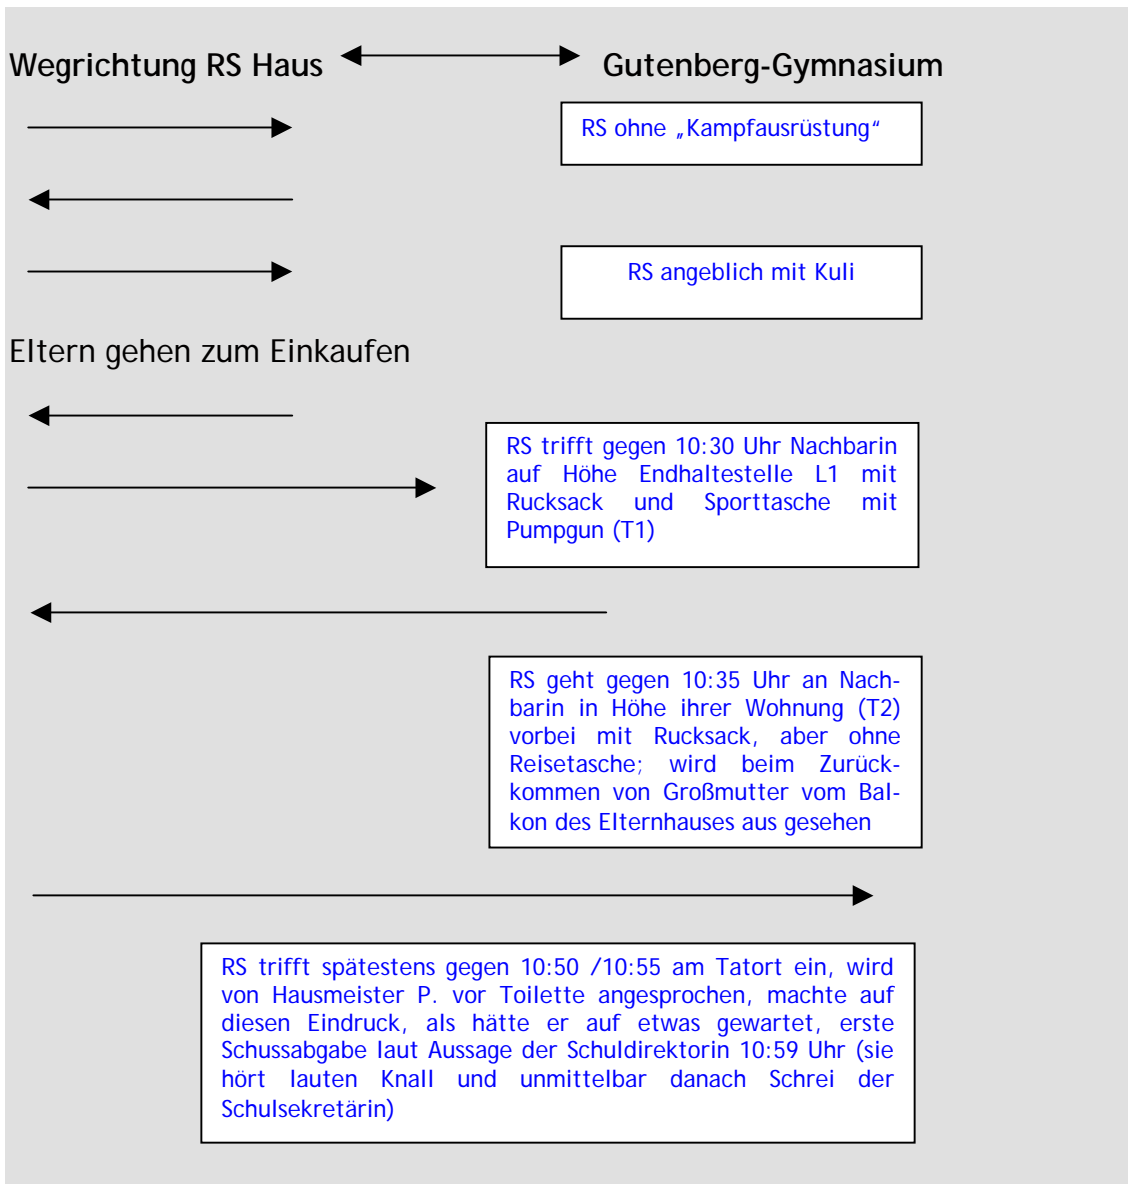 Wegrichtung RS Haus Gutenberg-Gymnasium
RS ohne „Kampfausrüstung“
RS angeblich mit Kuli
Eltern gehen zum Einkaufen
RS trifft gegen 10:30 Uhr Nachbarin
auf Höhe Endhaltestelle L1 mit
Rucksack und Sporttasche mit
Pumpgun (T1)
RS geht gegen 10:35 Uhr an Nach-
barin in Höhe ihrer Wohnung (T2)
vorbei mit Rucksack, aber ohne
Reisetasche; wird beim Zurück-
kommen von Großmutter vom Bal-
kon des Elternhauses aus gesehen
RS trifft spätestens gegen 10:50 /10:55 am Tatort ein, wird
von Hausmeister P. vor Toilette angesprochen, machte auf
diesen Eindruck, als hätte er auf etwas gewartet, erste
Schussabgabe laut Aussage der Schuldirektorin 10:59 Uhr (sie
hört lauten Knall und unmittelbar danach Schrei der
Schulsekretärin)